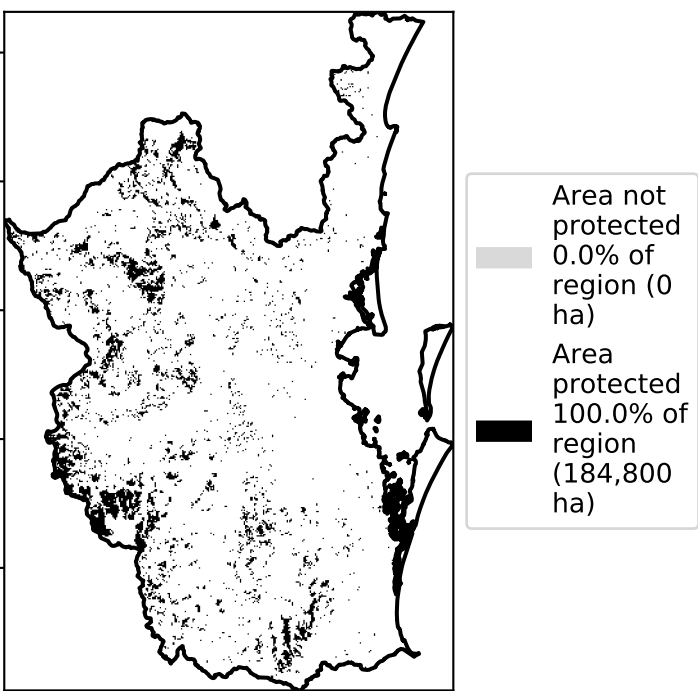 Area not
protected
0.0% of
region (0
ha)
Area
protected
100.0% of
region
(184,800
ha)